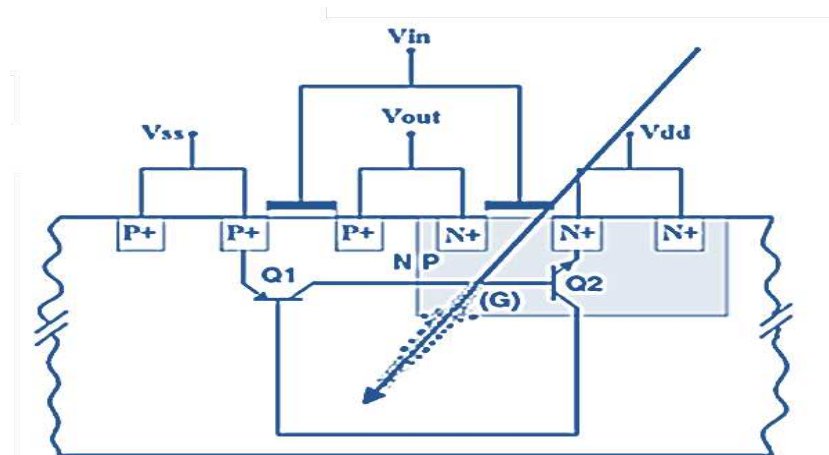 Vin
Vss
Vout
Vdd
P+ P+ P+ N+ N+ N+
Q1
N P
(G)
Q2